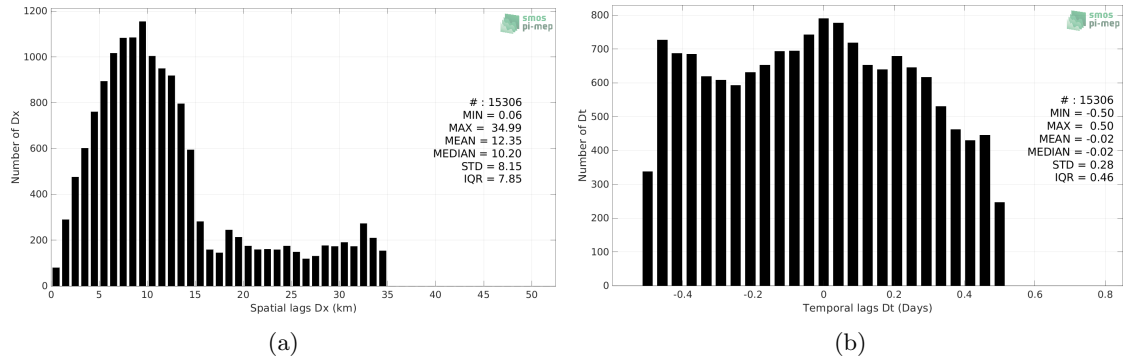 1200
1000
800
600
400
200
0
Number of Dx
0 5 10 15 20 25 30 35 40 45 50
Spatial lags Dx (km)
smos
pi-mep
# : 15306
MIN = 0.06
MAX = 34.99
MEAN = 12.35
MEDIAN = 10.20
STD = 8.15
IQR = 7.85
(a)
800
700
600
500
400
300
200
100
0
Number of Dt
-0.4 -0.2 0 0.2 0.4 0.6 0.8
Temporal lags Dt (Days)
smos
pi-mep
# : 15306
MIN = -0.50
MAX = 0.50
MEAN = -0.02
MEDIAN = -0.02
STD = 0.28
IQR = 0.46
(b)